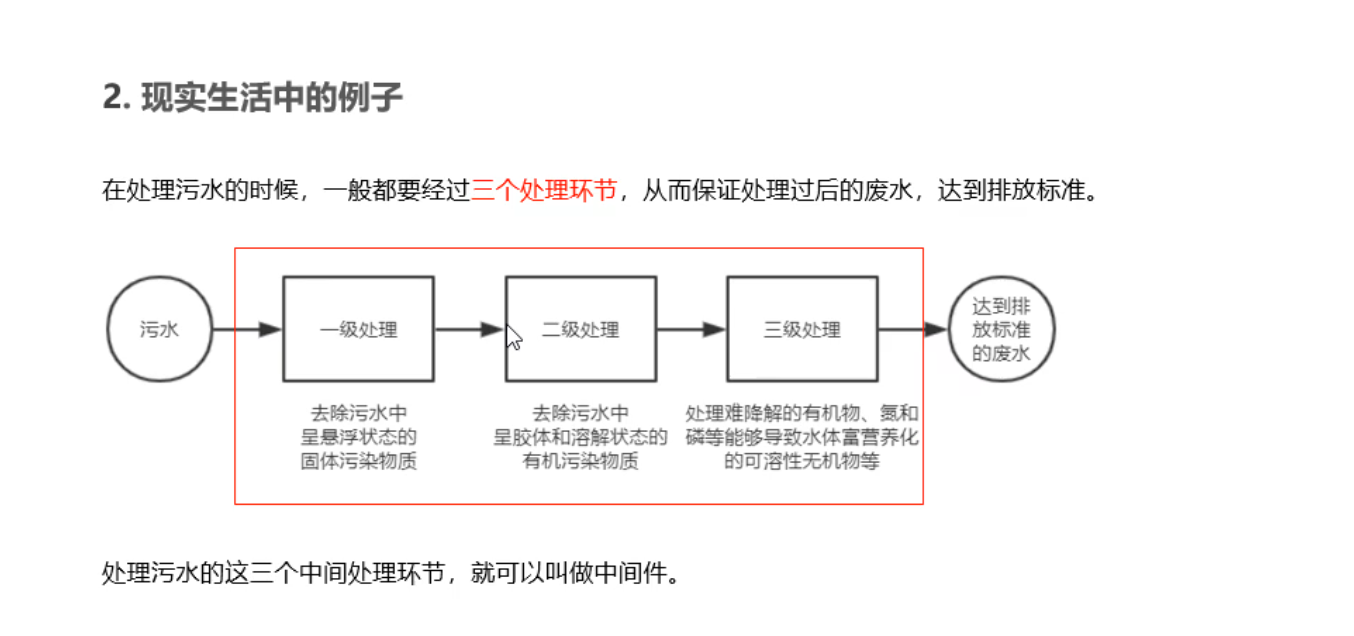 2. 现实生活中的例子
在处理污水的时候，一般都要经过三个处理环节，从而保证处理过后的废水，达到排放标准。
污水
一级处理
二级处理
三级处理
达到排
放标准
的废水
去除污水中
呈悬浮状态的
固体污染物质
去除污水中
呈胶体和溶解状态的
有机污染物质
处理难降解的有机物、氮和
磷等能够导致水体富营养化
的可溶性无机物等
处理污水的这三个中间处理环节，就可以叫做中间件。